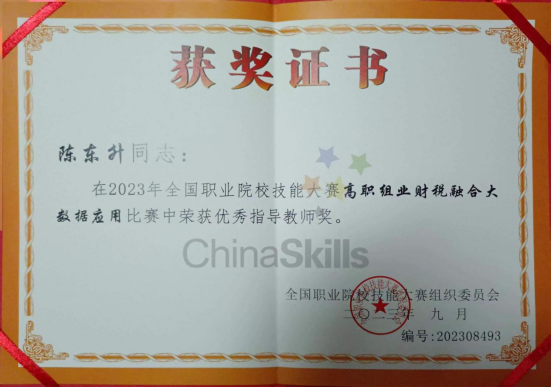 获奖证书
陈东升同志：
在2023年全国职业院校技能大赛高职组业财税融合大
数据应用比赛中荣获优秀指导教师奖。
ChinaSkills
全国职业院校技能大赛组织委员会
二〇二三年 九月
编号:202308493